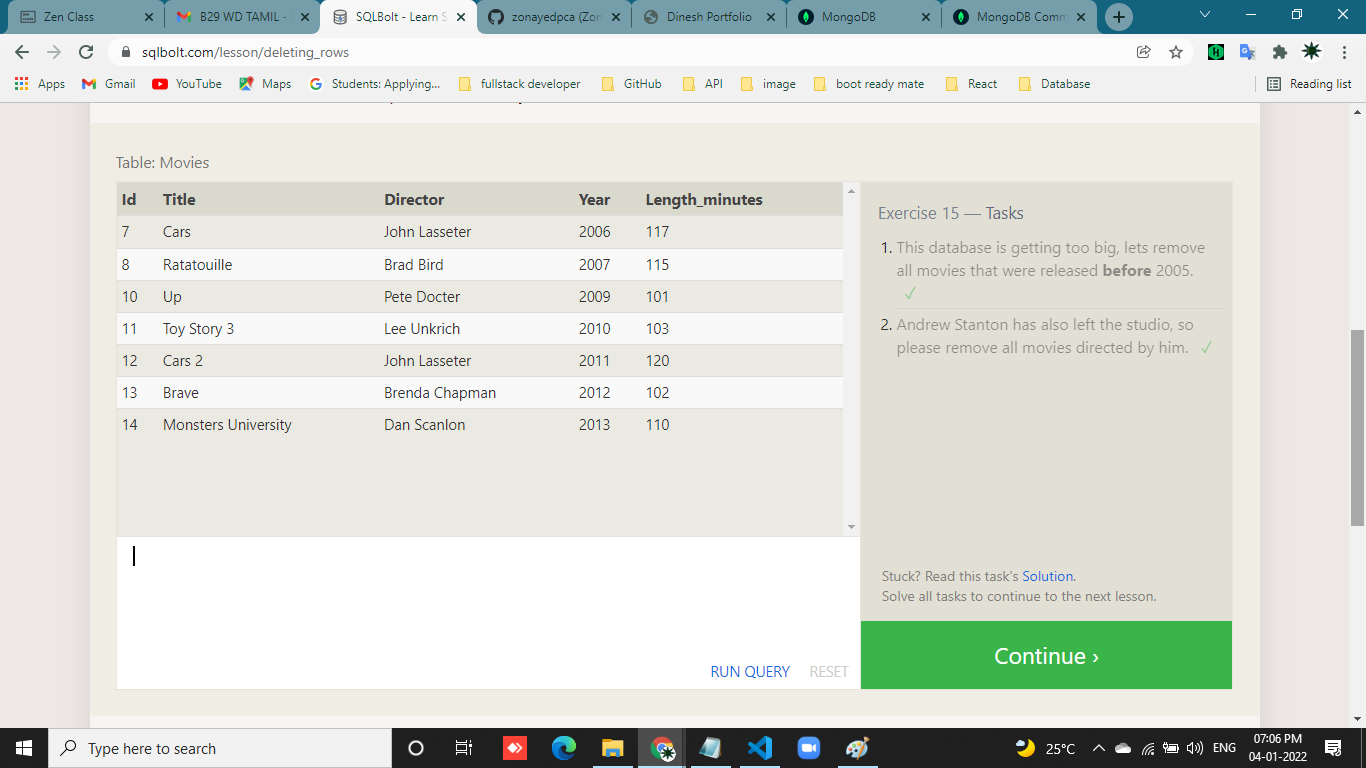 Zen Class
B29 WD TAMIL -
SQLBolt - Learn S
zonayedpca (Zon
Dinesh Portfolio
MongoDB
MongoDB Comm
sqlbolt.com/lesson/deleting_rows
Apps
Gmail
YouTube
Maps
Students: Applying...
fullstack developer
GitHub
API
image
boot ready mate
React
Database
Reading list
Table: Movies
Id Title Director Year Length_minutes
7 Cars John Lasseter 2006 117
8 Ratatouille Brad Bird 2007 115
10 Up Pete Docter 2009 101
11 Toy Story 3 Lee Unkrich 2010 103
12 Cars 2 John Lasseter 2011 120
13 Brave Brenda Chapman 2012 102
14 Monsters University Dan Scanlon 2013 110
Exercise 15 — Tasks
1. This database is getting too big, lets remove
all movies that were released before 2005.
✓
2. Andrew Stanton has also left the studio, so
please remove all movies directed by him. ✓
Stuck? Read this task's Solution.
Solve all tasks to continue to the next lesson.
RUN QUERY RESET
Continue ›
Type here to search
25°C
ENG
07:06 PM
04-01-2022